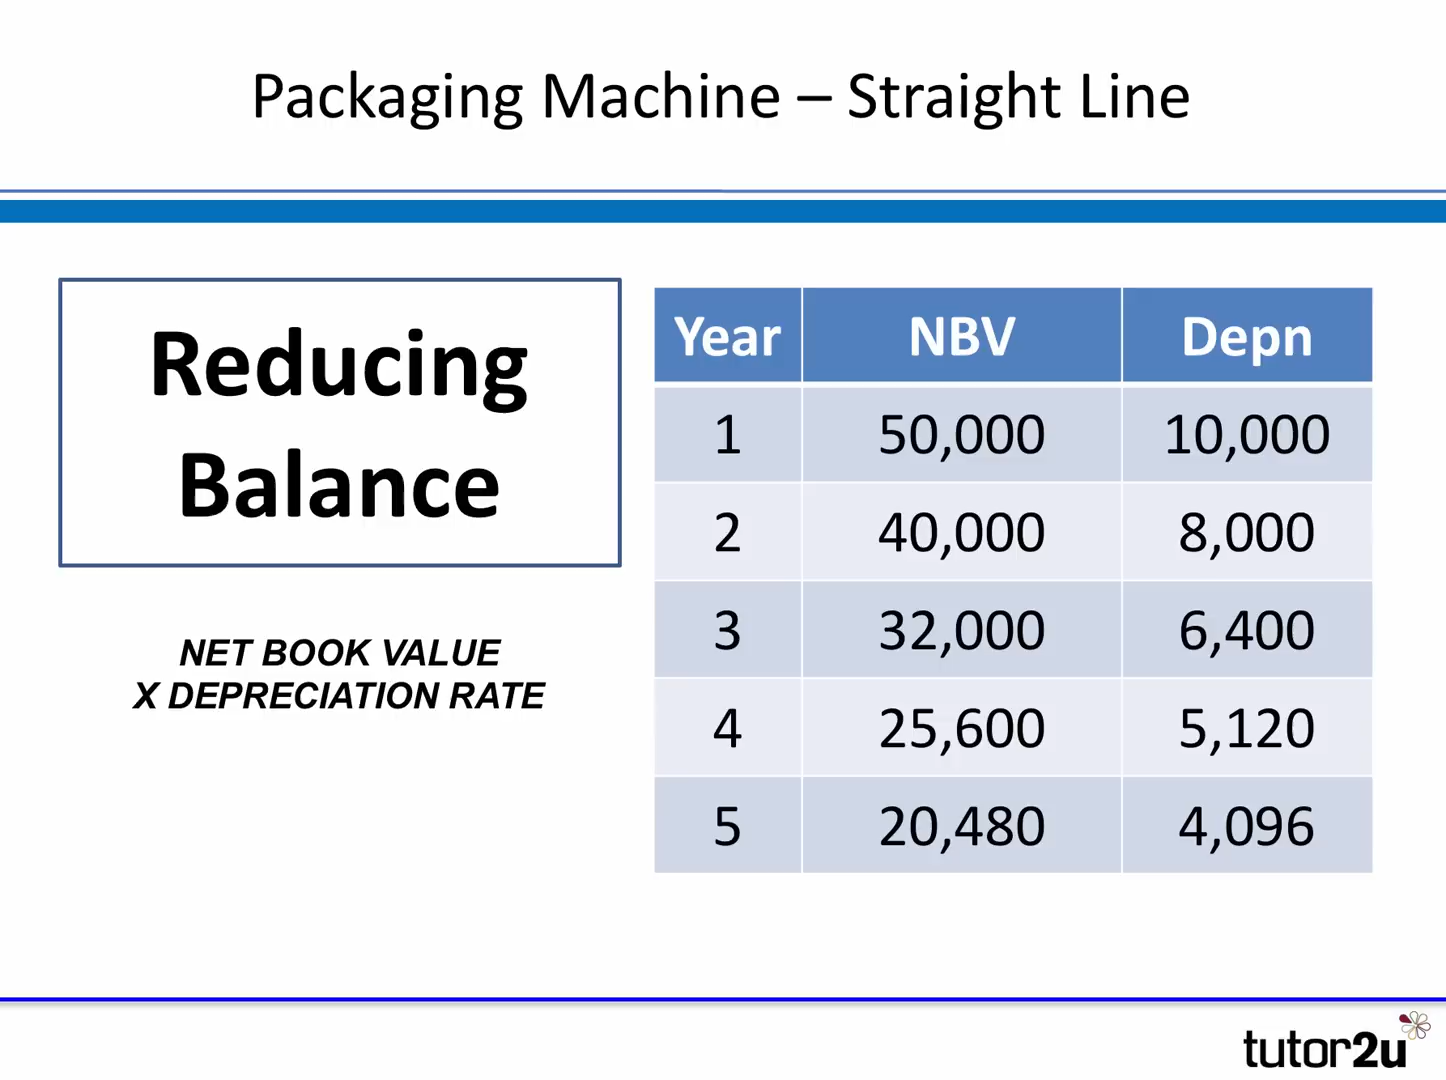 Packaging Machine – Straight Line
Reducing
Balance
NET BOOK VALUE
X DEPRECIATION RATE
Year NBV Depn
1 50,000 10,000
2 40,000 8,000
3 32,000 6,400
4 25,600 5,120
5 20,480 4,096
tutor2u